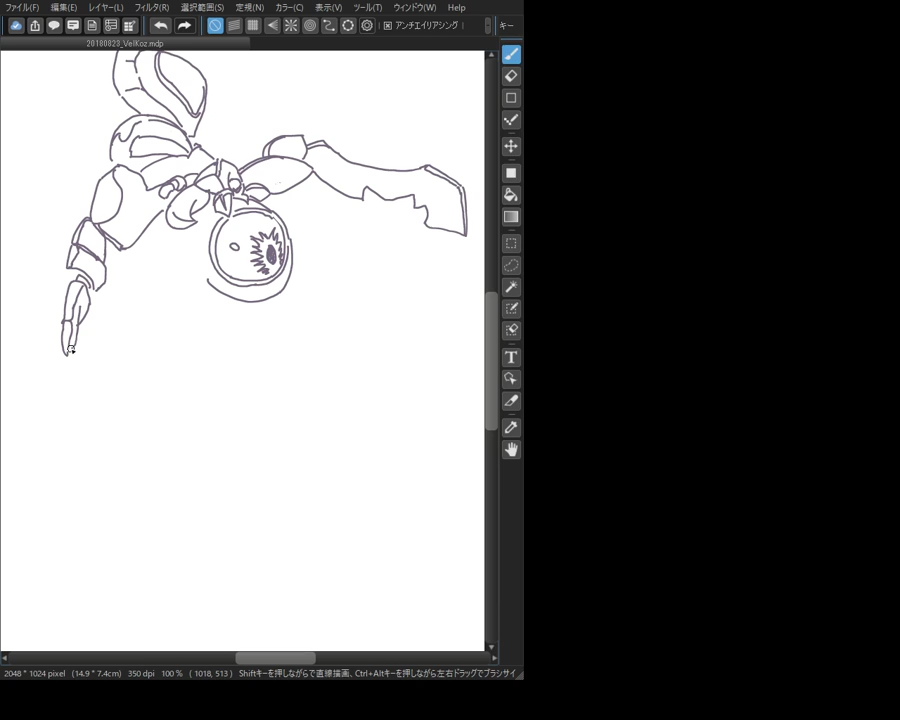 ファイル(F) 編集(E) レイヤー(L) フィルタ(R) 選択範囲(S) 定規(N) カラー(C) 表示(V) ツール(T) ウィンドウ(W) Help
アンチエイリアシング キー
20180823_VelKoz.mdp
T
2048 * 1024 pixel (14.9 * 7.4cm) 350 dpi 100 % ( 1018, 513 ) Shiftキーを押しながらで直線描画、Ctrl+Altキーを押しながら左右ドラッグでブラシサイ